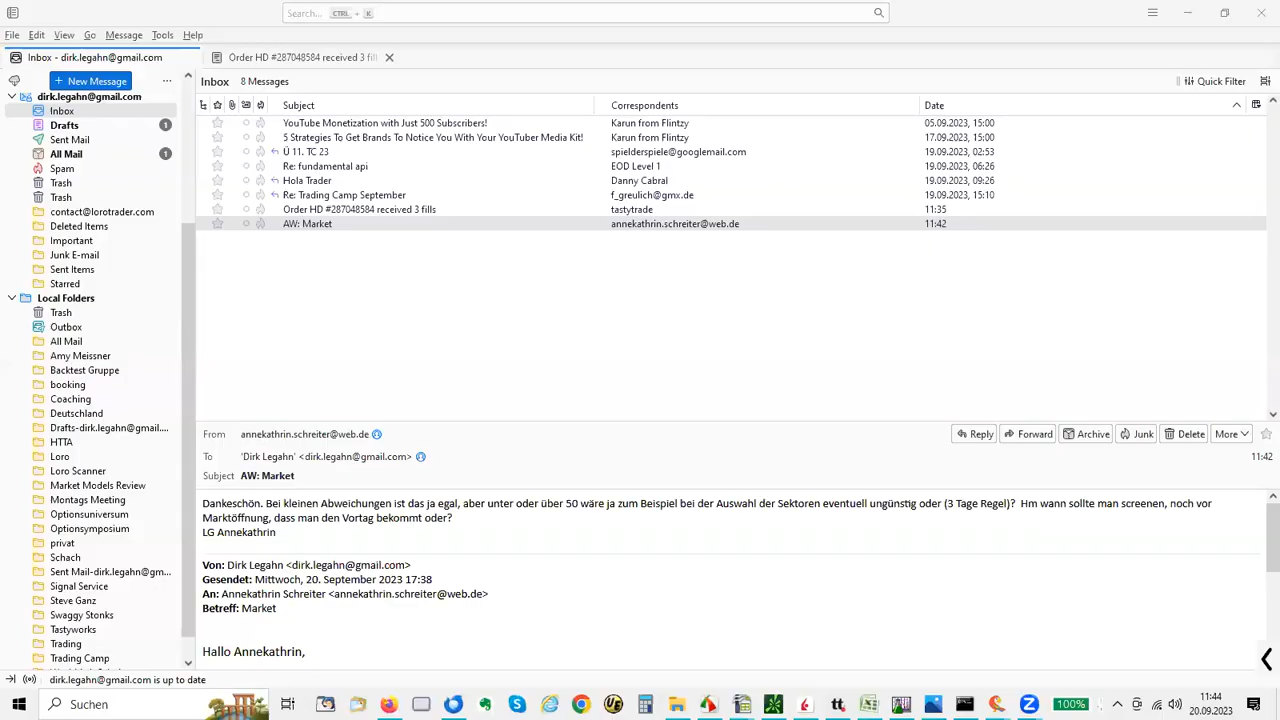 Search... CTRL + K
File Edit View Go Message Tools Help
Inbox - dirk.legahn@gmail.com
Order HD #287048584 received 3 fill
+ New Message
dirk.legahn@gmail.com
Inbox
Drafts 1
Sent Mail
All Mail 1
Spam
Trash
Trash
contact@lorotrader.com
Deleted Items
Important
Junk E-mail
Sent Items
Starred
Local Folders
Trash
Outbox
All Mail
Amy Meissner
Backtest Gruppe
booking
Coaching
Deutschland
Drafts-dirk.legahn@gmail....
HTTA
Loro
Loro Scanner
Market Models Review
Montags Meeting
Optionsuniversum
Optionsymposium
privat
Schach
Sent Mail-dirk.legahn@gm...
Signal Service
Steve Ganz
Swaggy Stonks
Tastyworks
Trading
Trading Camp
Inbox 8 Messages Quick Filter
Subject Correspondents Date
YouTube Monetization with Just 500 Subscribers! Karun from Flintzy 05.09.2023, 15:00
5 Strategies To Get Brands To Notice You With Your YouTuber Media Kit! Karun from Flintzy 17.09.2023, 15:00
Ü 11. TC 23 spielderspiele@googlemail.com 19.09.2023, 02:53
Re: fundamental api EOD Level 1 19.09.2023, 06:26
Hola Trader Danny Cabral 19.09.2023, 09:26
Re: Trading Camp September f_greulich@gmx.de 19.09.2023, 15:10
Order HD #287048584 received 3 fills tastytrade 11:35
AW: Market annekathrin.schreiter@web.de 11:42
From annekathrin.schreiter@web.de Reply Forward Archive Junk Delete More
To 'Dirk Legahn' <dirk.legahn@gmail.com> 11:42
Subject AW: Market
Dankeschön. Bei kleinen Abweichungen ist das ja egal, aber unter oder über 50 wäre ja zum Beispiel bei der Auswahl der Sektoren eventuell ungünstig oder (3 Tage Regel)? Hm wann sollte man screenen, noch vor
Marktöffnung, dass man den Vortag bekommt oder?
LG Annekathrin
Von: Dirk Legahn <dirk.legahn@gmail.com>
Gesendet: Mittwoch, 20. September 2023 17:38
An: Annekathrin Schreiter <annekathrin.schreiter@web.de>
Betreff: Market
Hallo Annekathrin,
dirk.legahn@gmail.com is up to date
Suchen
100%
11:44
20.09.2023